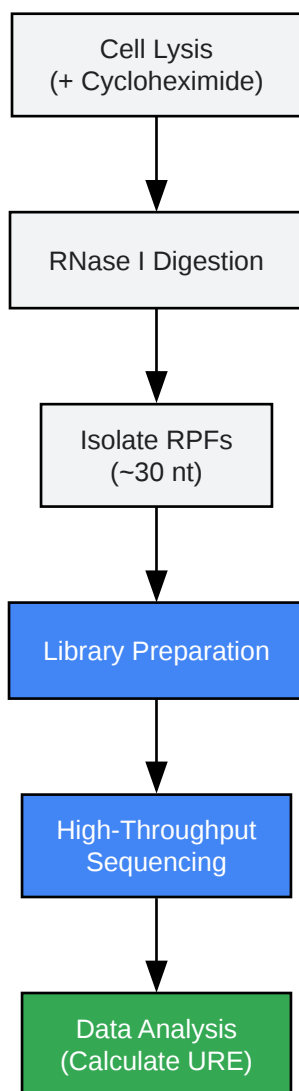 Cell Lysis
(+ Cycloheximide)
RNase I Digestion
Isolate RPFs
(~30 nt)
Library Preparation
High-Throughput
Sequencing
Data Analysis
(Calculate URE)